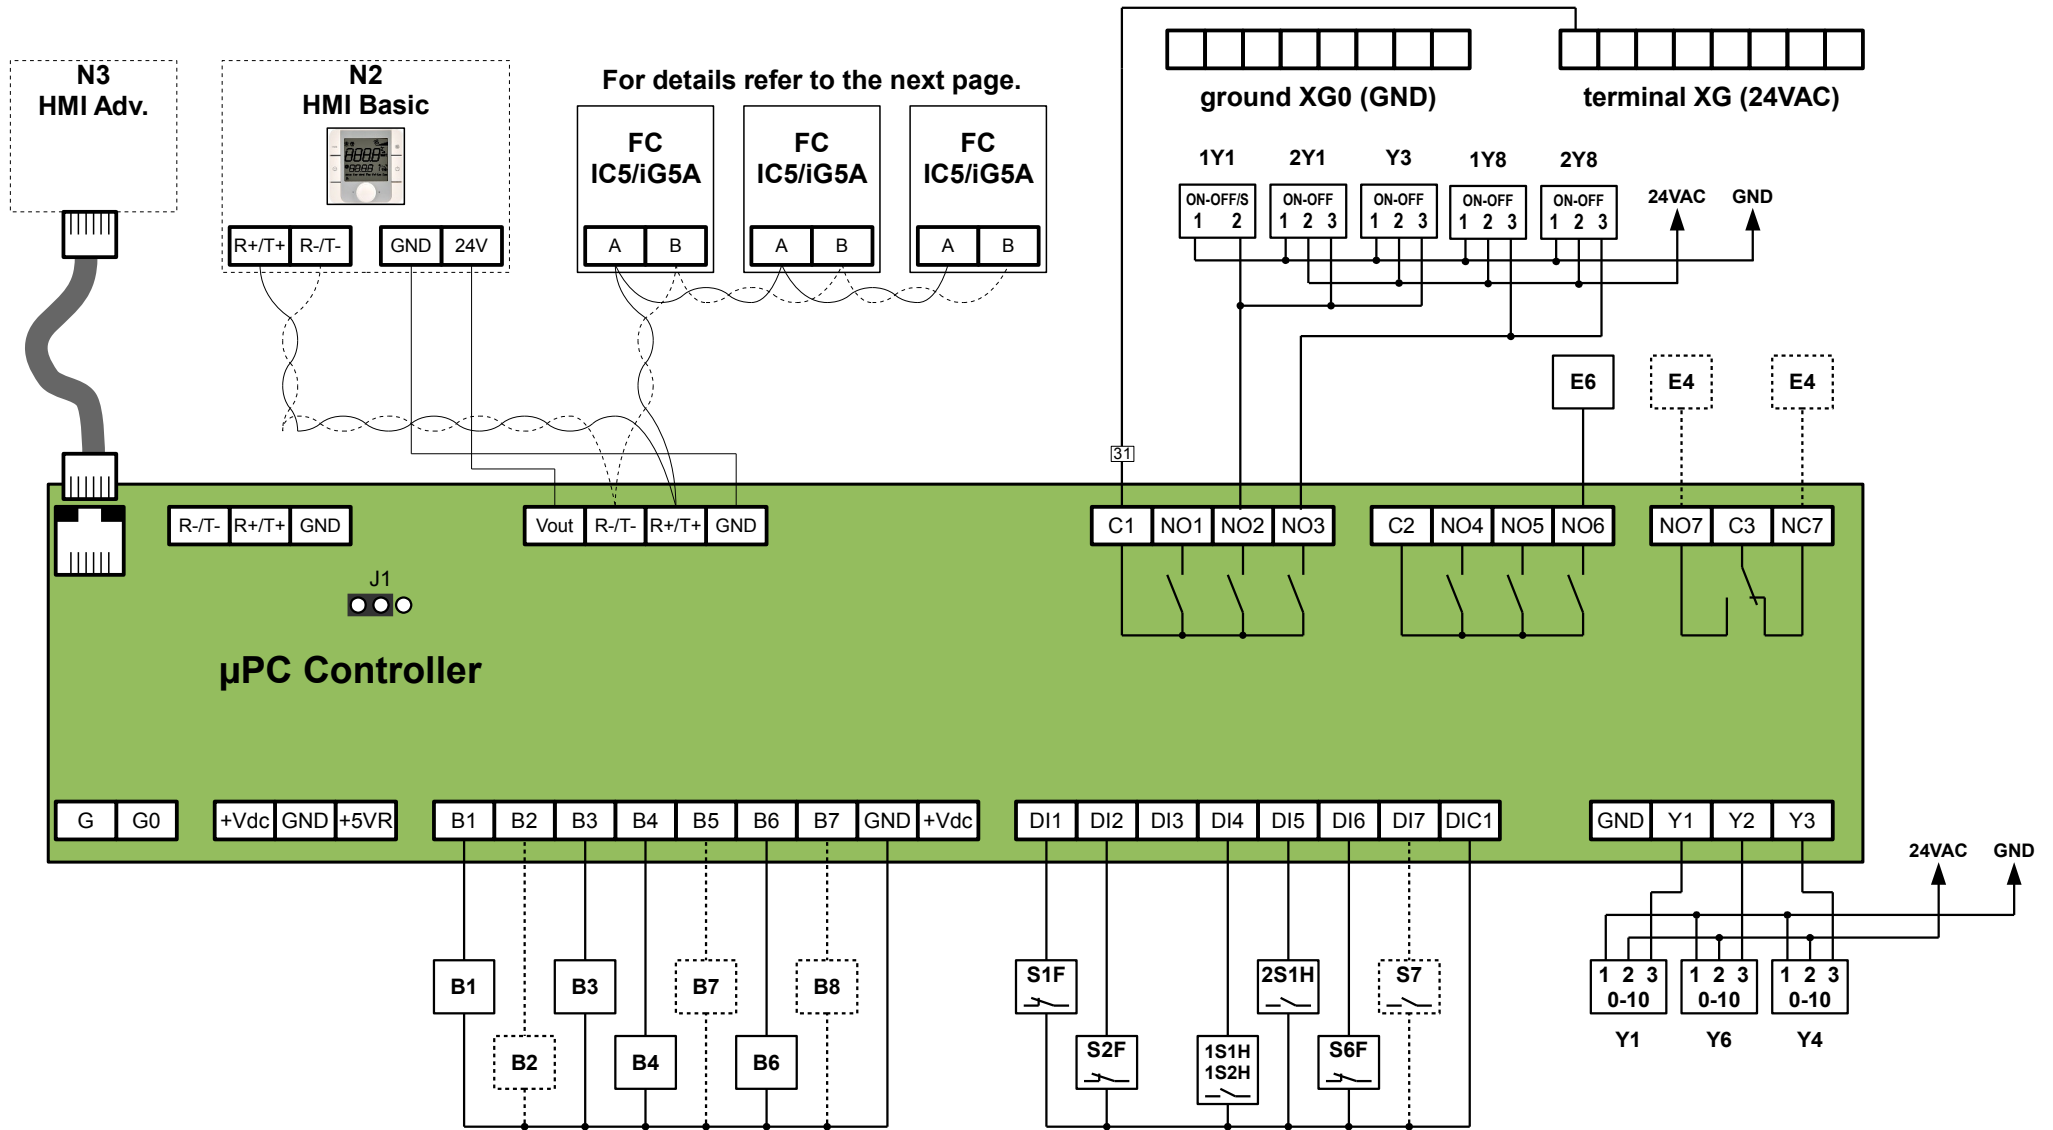 N3
HMI Adv.
N2
HMI Basic
R+/T+ R-/T- GND 24V
For details refer to the next page.
FC
IC5/iG5A
A B
FC
IC5/iG5A
A B
FC
IC5/iG5A
A B
ground XG0 (GND)
terminal XG (24VAC)
1Y1 2Y1 Y3 1Y8 2Y8
24VAC GND
ON-OFF/S
1 2
ON-OFF
1 2 3
ON-OFF
1 2 3
ON-OFF
1 2 3
ON-OFF
1 2 3
E6 E4 E4
31
R-/T- R+/T+ GND
Vout R-/T- R+/T+ GND
C1 NO1 NO2 NO3
C2 NO4 NO5 NO6
NO7 C3 NC7
J1
µPC Controller
G G0
+Vdc GND +5VR
B1 B2 B3 B4 B5 B6 B7 GND +Vdc
DI1 DI2 DI3 DI4 DI5 DI6 DI7 DIC1
GND Y1 Y2 Y3
24VAC GND
B1 B3 B7 B8
B2 B4 B6
S1F 2S1H S7
S2F
1S1H
1S2H
S6F
1 2 3
0-10
1 2 3
0-10
1 2 3
0-10
Y1 Y6 Y4